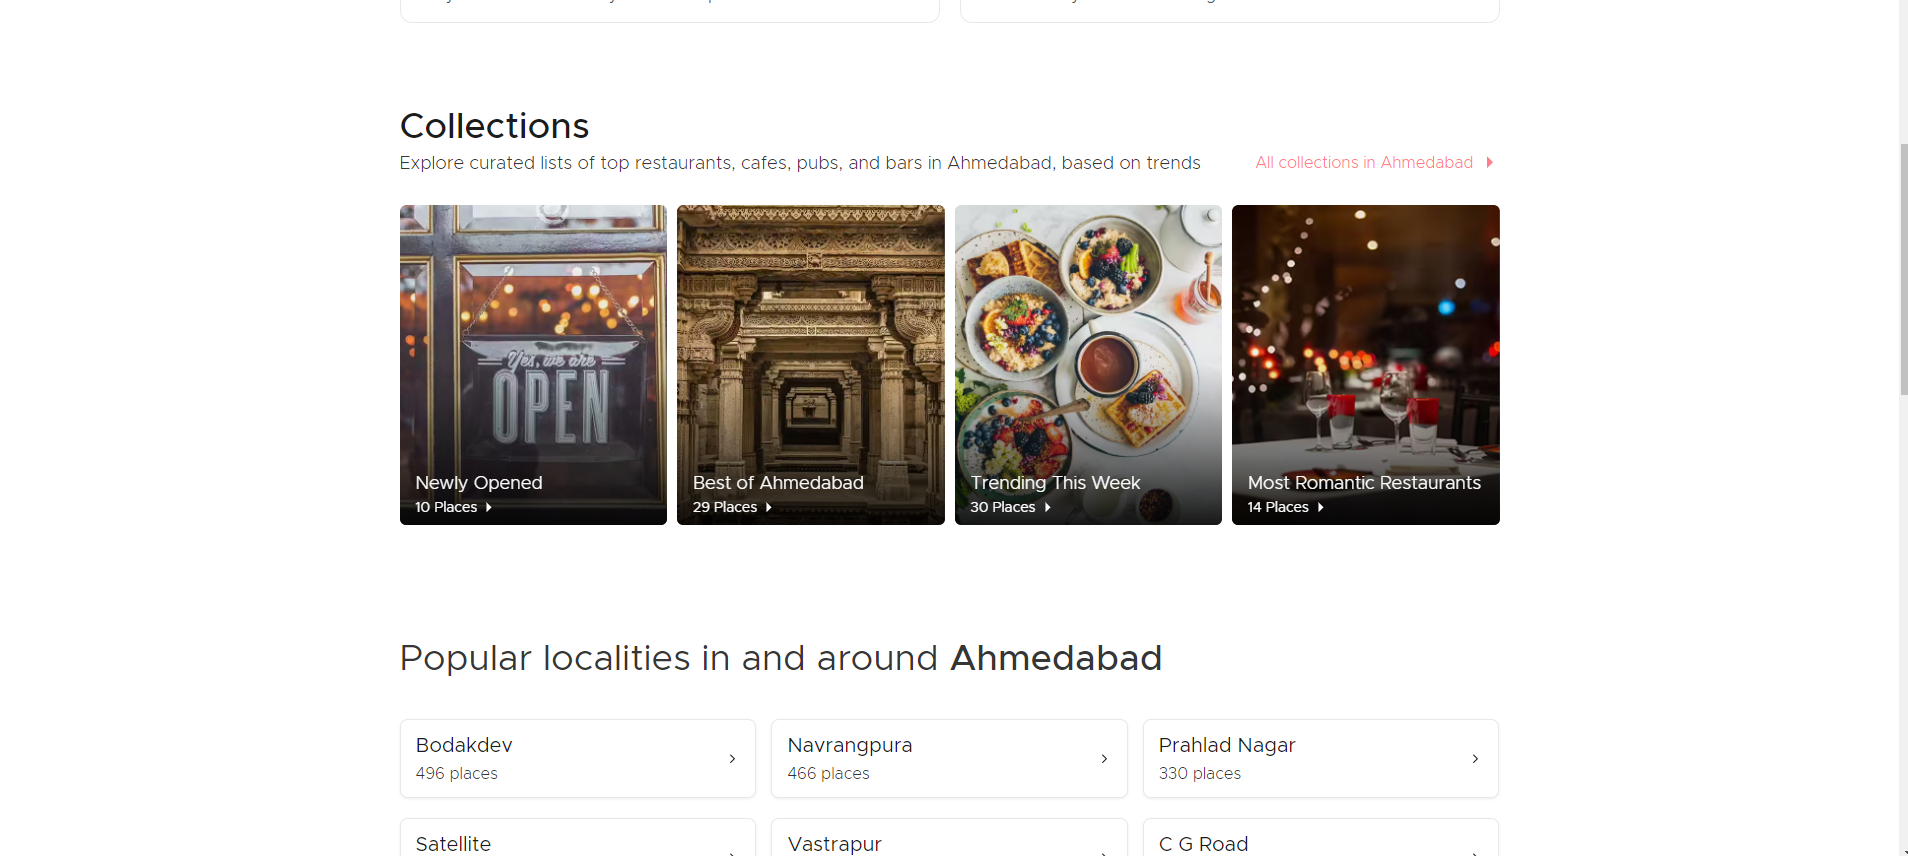 Collections
Explore curated lists of top restaurants, cafes, pubs, and bars in Ahmedabad, based on trends
All collections in Ahmedabad
Yes, we are
OPEN
Newly Opened
10 Places
Best of Ahmedabad
29 Places
Trending This Week
30 Places
Most Romantic Restaurants
14 Places
Popular localities in and around Ahmedabad
Bodakdev
496 places
Navrangpura
466 places
Prahlad Nagar
330 places
Satellite
Vastrapur
C G Road